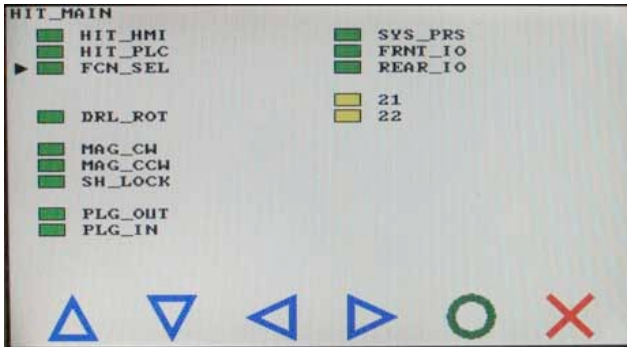 HIT_MAIN
HIT_HMI
HIT_PLC
FCN_SEL
DRL_ROT
MAG_CW
MAG_CCW
SH_LOCK
PLG_OUT
PLG_IN
SYS_PRS
FRNT_IO
REAR_IO
21
22